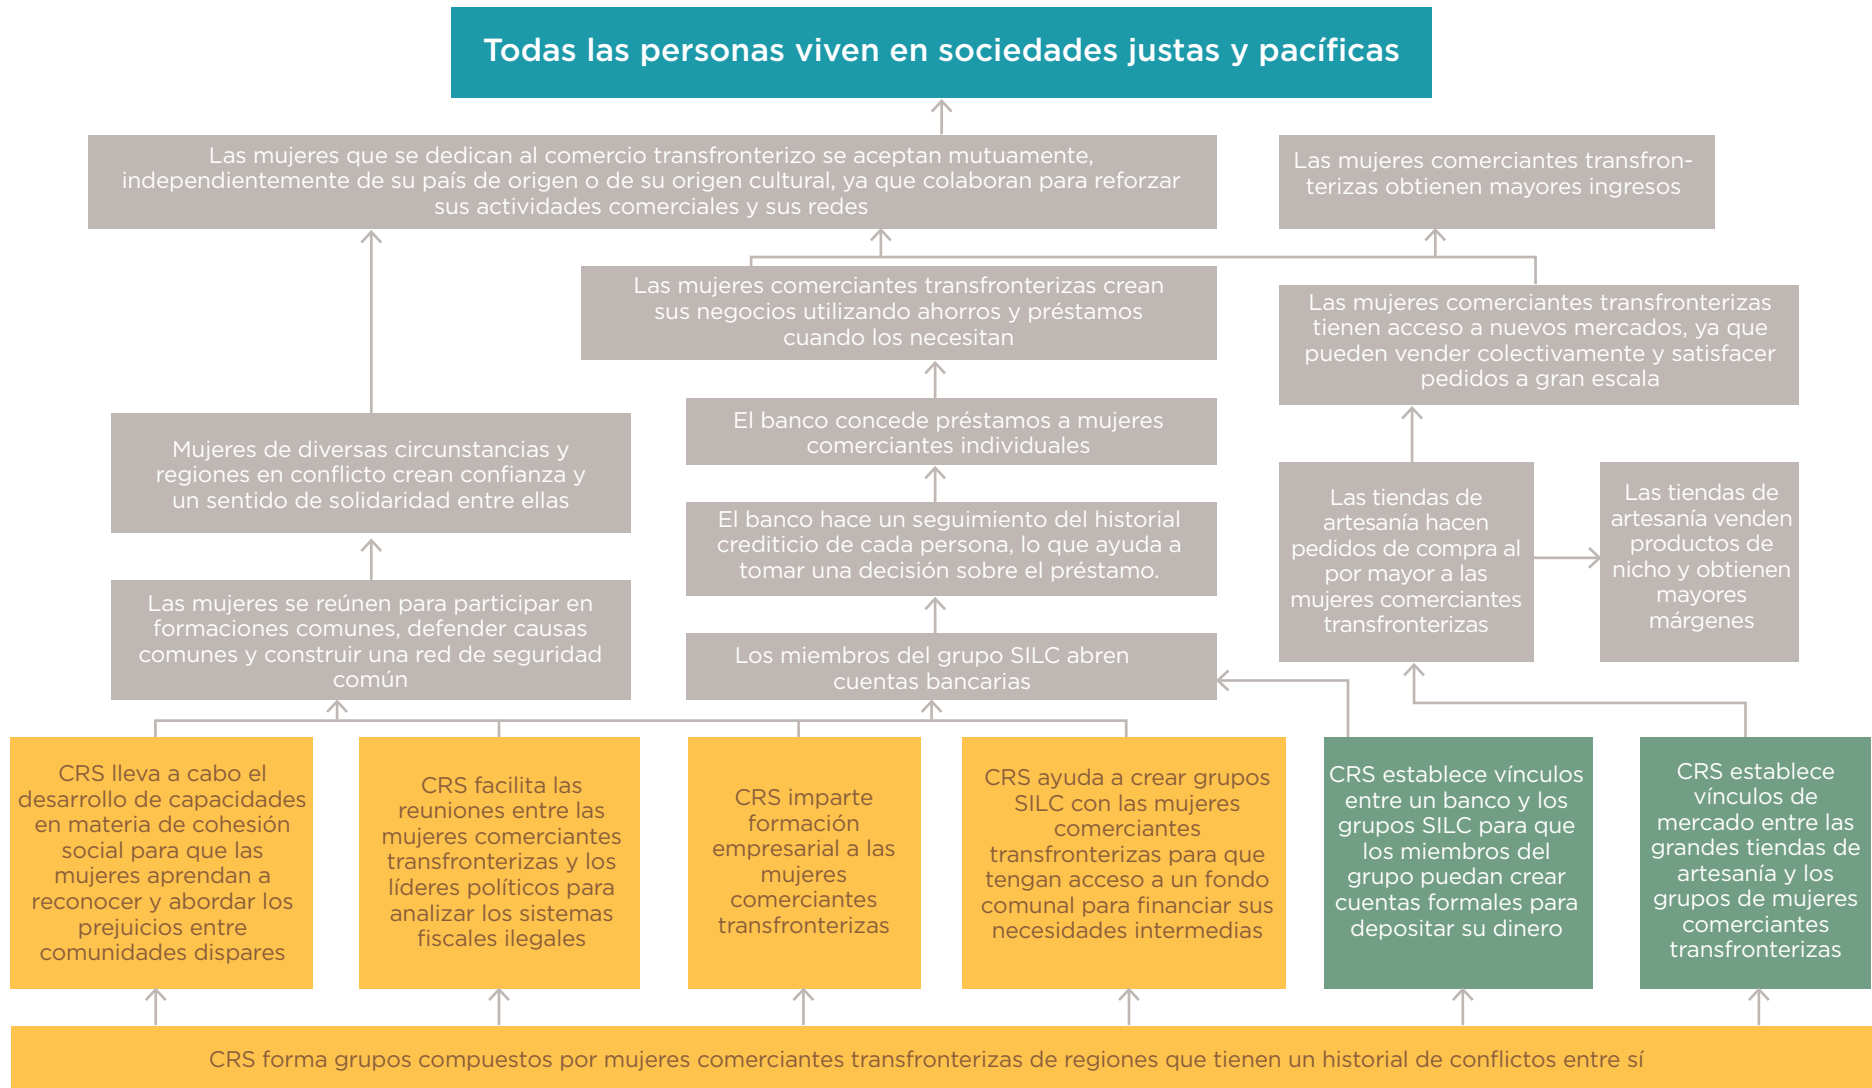 Todas las personas viven en sociedades justas y pacíficas
Las mujeres que se dedican al comercio transfronterizo se aceptan mutuamente,
independientemente de su país de origen o de su origen cultural, ya que colaboran para reforzar
sus actividades comerciales y sus redes
Las mujeres comerciantes transfron-
terizas obtienen mayores ingresos
Las mujeres comerciantes transfronterizas crean
sus negocios utilizando ahorros y préstamos
cuando los necesitan
Las mujeres comerciantes transfronterizas
tienen acceso a nuevos mercados, ya que
pueden vender colectivamente y satisfacer
pedidos a gran escala
Mujeres de diversas circunstancias y
regiones en conflicto crean confianza y
un sentido de solidaridad entre ellas
El banco concede préstamos a mujeres
comerciantes individuales
El banco hace un seguimiento del historial
crediticio de cada persona, lo que ayuda a
tomar una decisión sobre el préstamo.
Las tiendas de
artesanía hacen
pedidos de compra al
por mayor a las
mujeres comerciantes
transfronterizas
Las tiendas de
artesanía venden
productos de
nicho y obtienen
mayores
márgenes
Las mujeres se reúnen para participar en
formaciones comunes, defender causas
comunes y construir una red de seguridad
común
Los miembros del grupo SILC abren
cuentas bancarias
CRS lleva a cabo el
desarrollo de capacidades
en materia de cohesión
social para que las
mujeres aprendan a
reconocer y abordar los
prejuicios entre
comunidades dispares
CRS facilita las
reuniones entre las
mujeres comerciantes
transfronterizas y los
líderes políticos para
analizar los sistemas
fiscales ilegales
CRS imparte
formación
empresarial a las
mujeres
comerciantes
transfronterizas
CRS ayuda a crear grupos
SILC con las mujeres
comerciantes
transfronterizas para que
tengan acceso a un fondo
comunal para financiar sus
necesidades intermedias
CRS establece vínculos
entre un banco y los
grupos SILC para que
los miembros del
grupo puedan crear
cuentas formales para
depositar su dinero
CRS establece
vínculos de
mercado entre las
grandes tiendas de
artesanía y los
grupos de mujeres
comerciantes
transfronterizas
CRS forma grupos compuestos por mujeres comerciantes transfronterizas de regiones que tienen un historial de conflictos entre sí